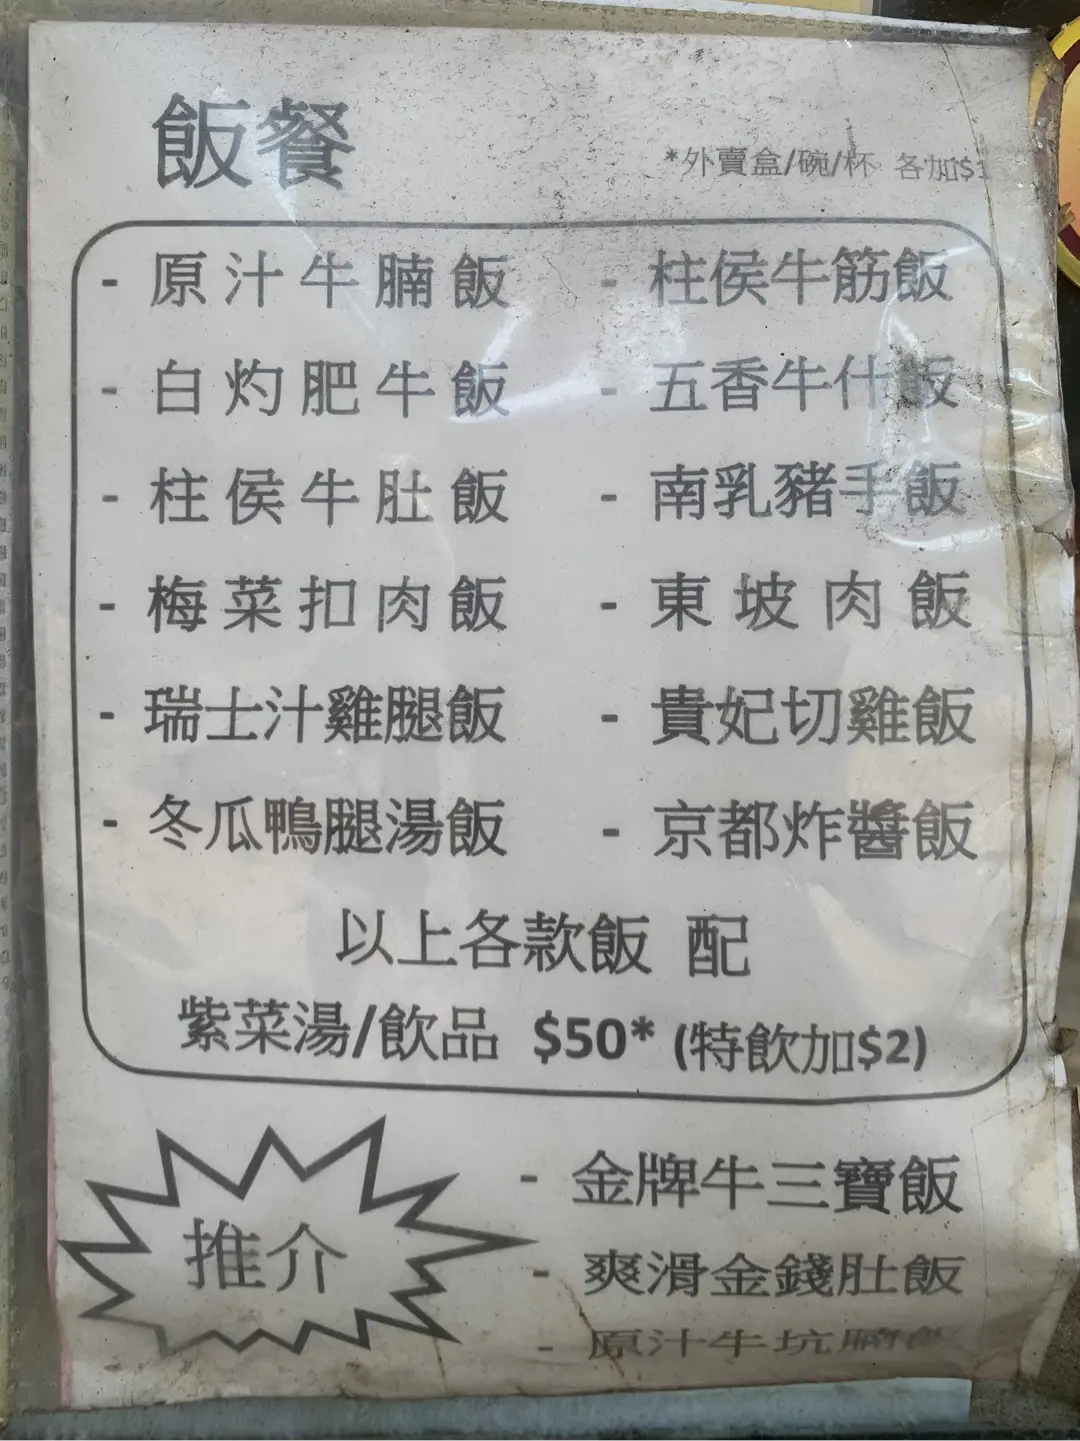 飯餐
*外賣盒/碗/杯 各加$1
- 原汁牛腩飯 - 柱侯牛筋飯
- 白灼肥牛飯 - 五香牛什飯
- 柱侯牛肚飯 - 南乳豬手飯
- 梅菜扣肉飯 - 東坡肉飯
- 瑞士汁雞腿飯 - 貴妃切雞飯
- 冬瓜鴨腿湯飯 - 京都炸醬飯
以上各款飯 配
紫菜湯/飲品 $50* (特飲加$2)
推介
- 金牌牛三寶飯
- 爽滑金錢肚飯
- 原汁牛坑腩飯